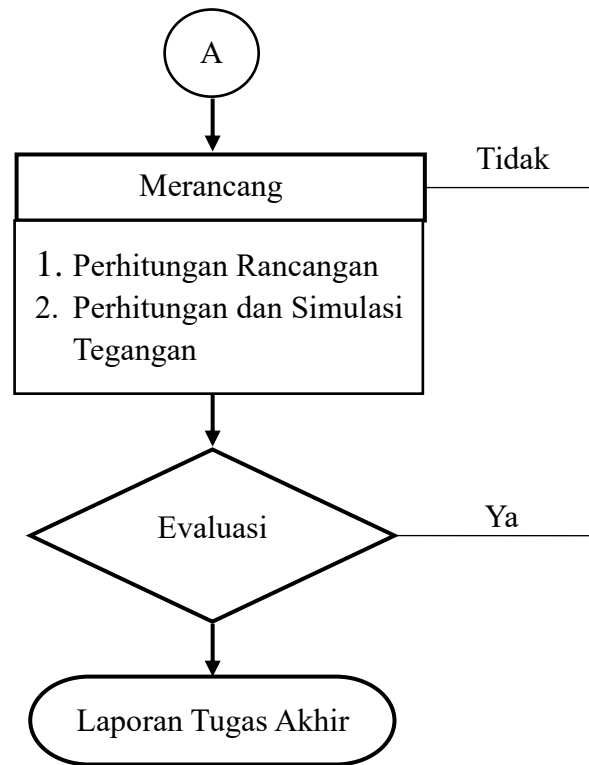 A
Merancang
Tidak
1. Perhitungan Rancangan
2. Perhitungan dan Simulasi
Tegangan
Evaluasi
Ya
Laporan Tugas Akhir